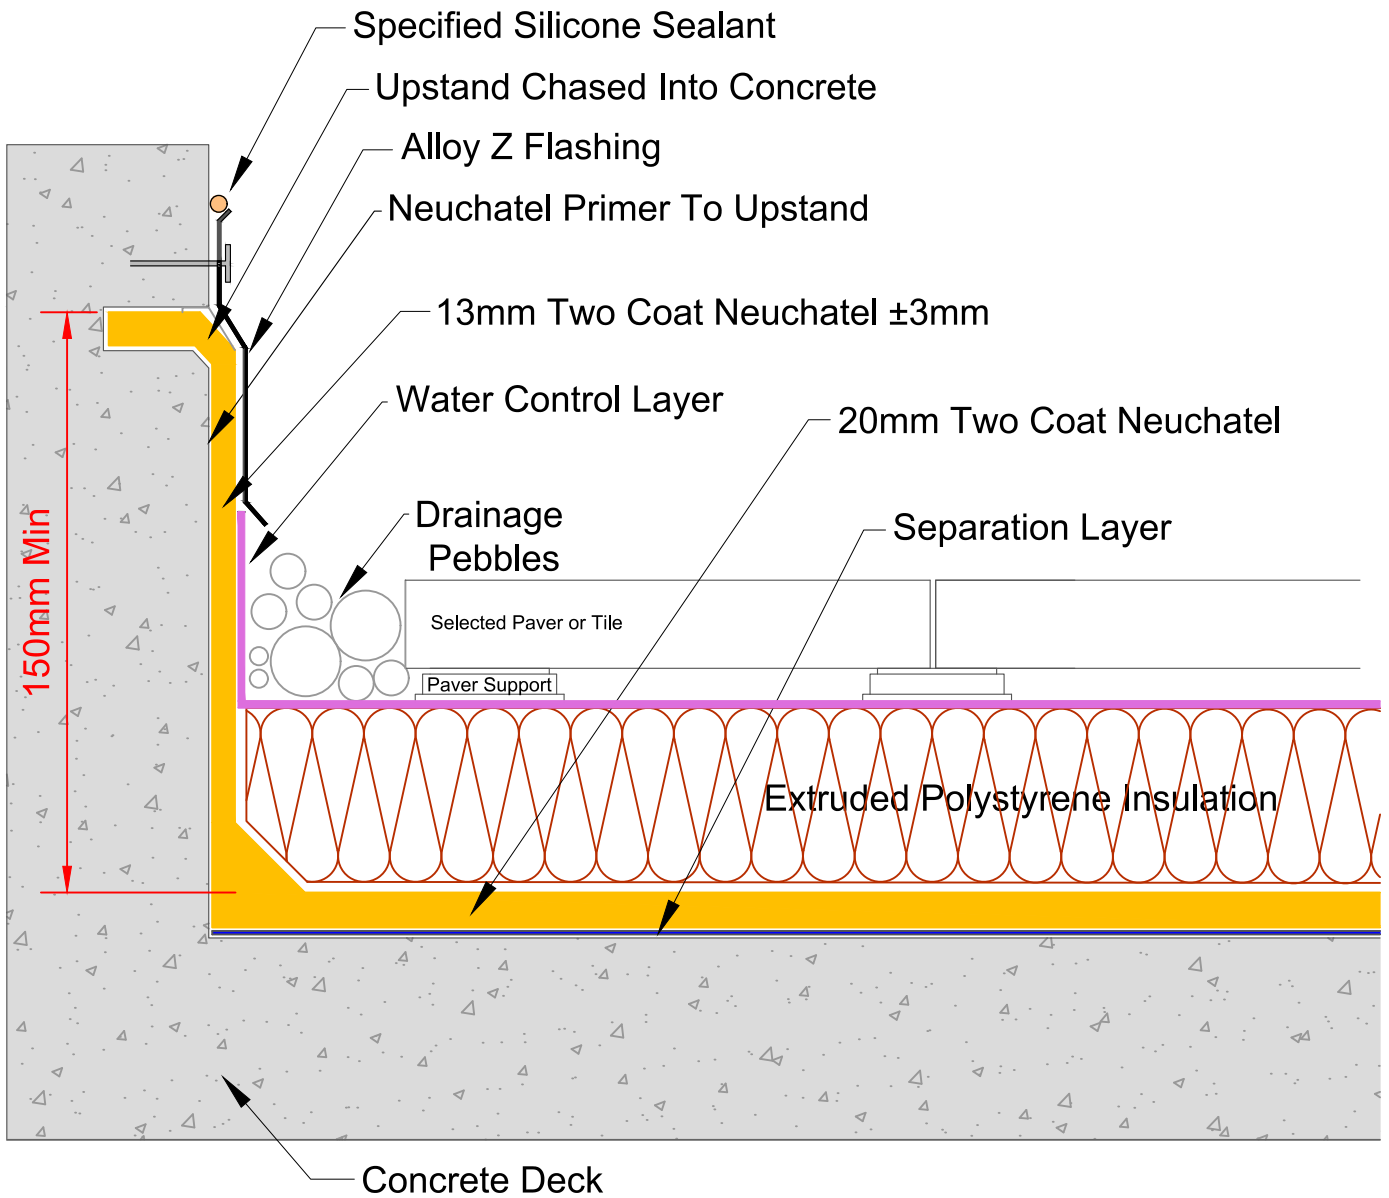 Specified Silicone Sealant
Upstand Chased Into Concrete
Alloy Z Flashing
Neuchatel Primer To Upstand
13mm Two Coat Neuchatel ±3mm
Water Control Layer
20mm Two Coat Neuchatel
Drainage
Pebbles
Separation Layer
150mm Min
Selected Paver or Tile
Paver Support
Extruded Polystyrene Insulation
Concrete Deck